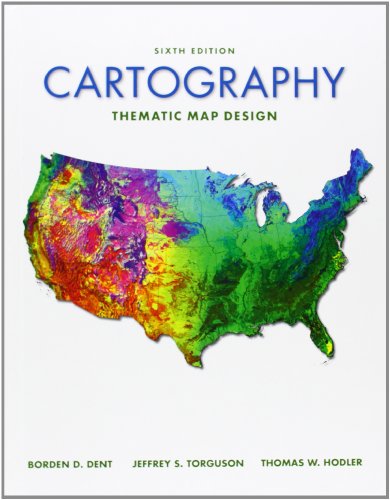 SIXTH EDITION
CARTOGRAPHY
THEMATIC MAP DESIGN
BORDEN D. DENT JEFFREY S. TORGUSON THOMAS W. HODLER